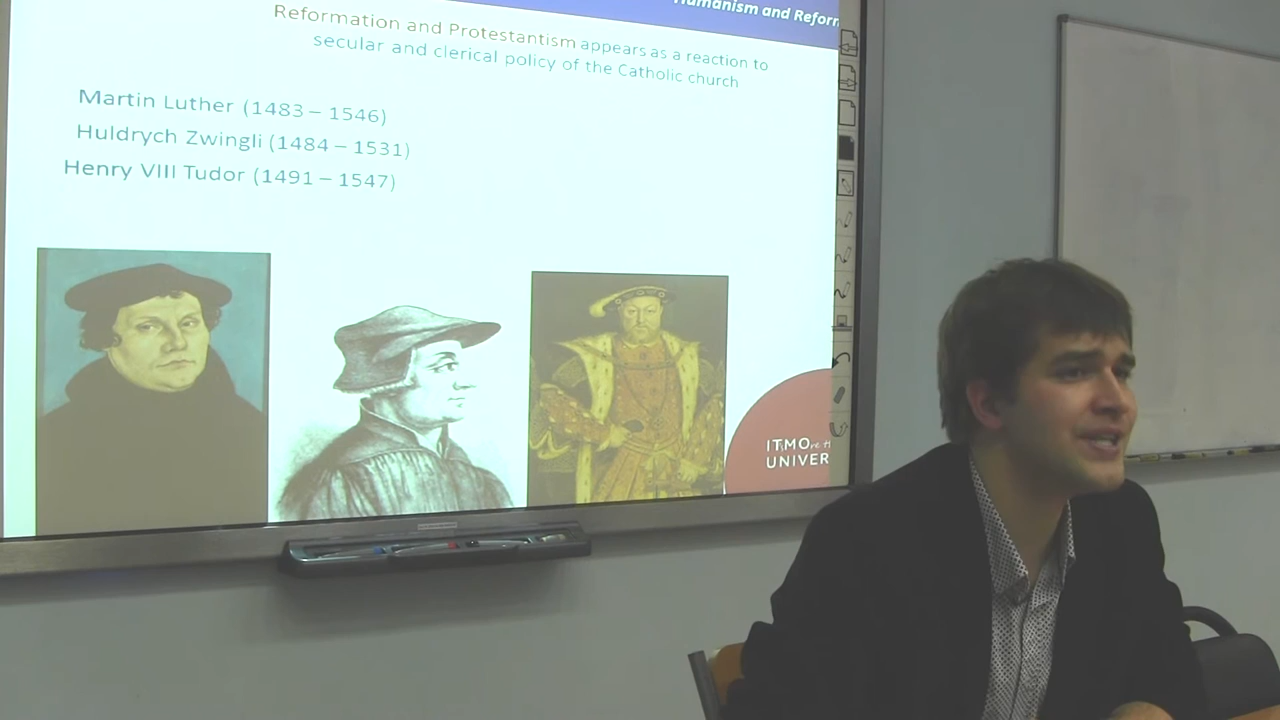 Humanism and Reform
Reformation and Protestantism appears as a reaction to
secular and clerical policy of the Catholic church
Martin Luther (1483 – 1546)
Huldrych Zwingli (1484 – 1531)
Henry VIII Tudor (1491 – 1547)
ITMO
UNIVER